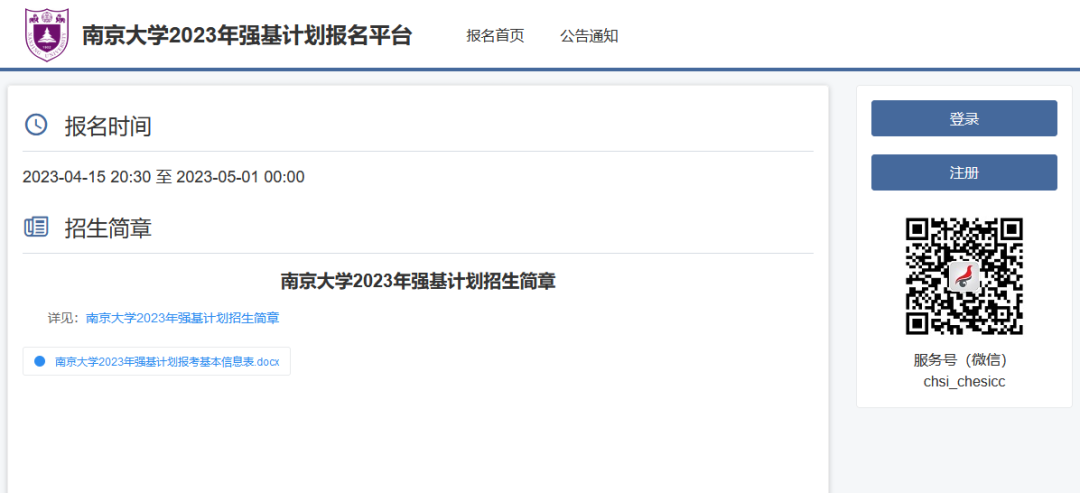 南京大学2023年强基计划报名平台
报名首页
公告通知
报名时间
2023-04-15 20:30 至 2023-05-01 00:00
招生简章
南京大学2023年强基计划招生简章
详见：南京大学2023年强基计划招生简章
南京大学2023年强基计划报考基本信息表.docx
登录
注册
服务号（微信）
chsi_chesicc